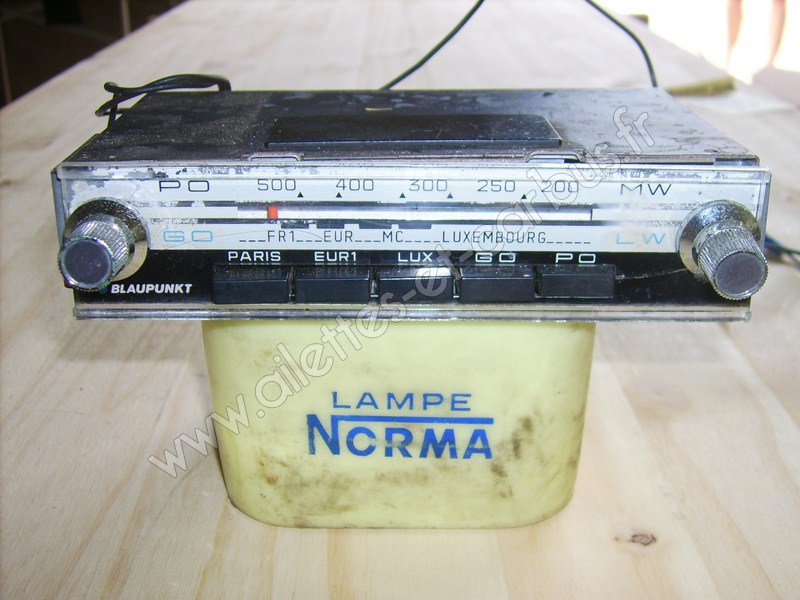 PO 500 400 300 250 200 MW
GO FR1 EUR MC LUXEMBOURG LW
PARIS EUR1 LUX GO PO
BLAUPUNKT
LAMPE
NORMA
www.ailettes-et-carbus.fr